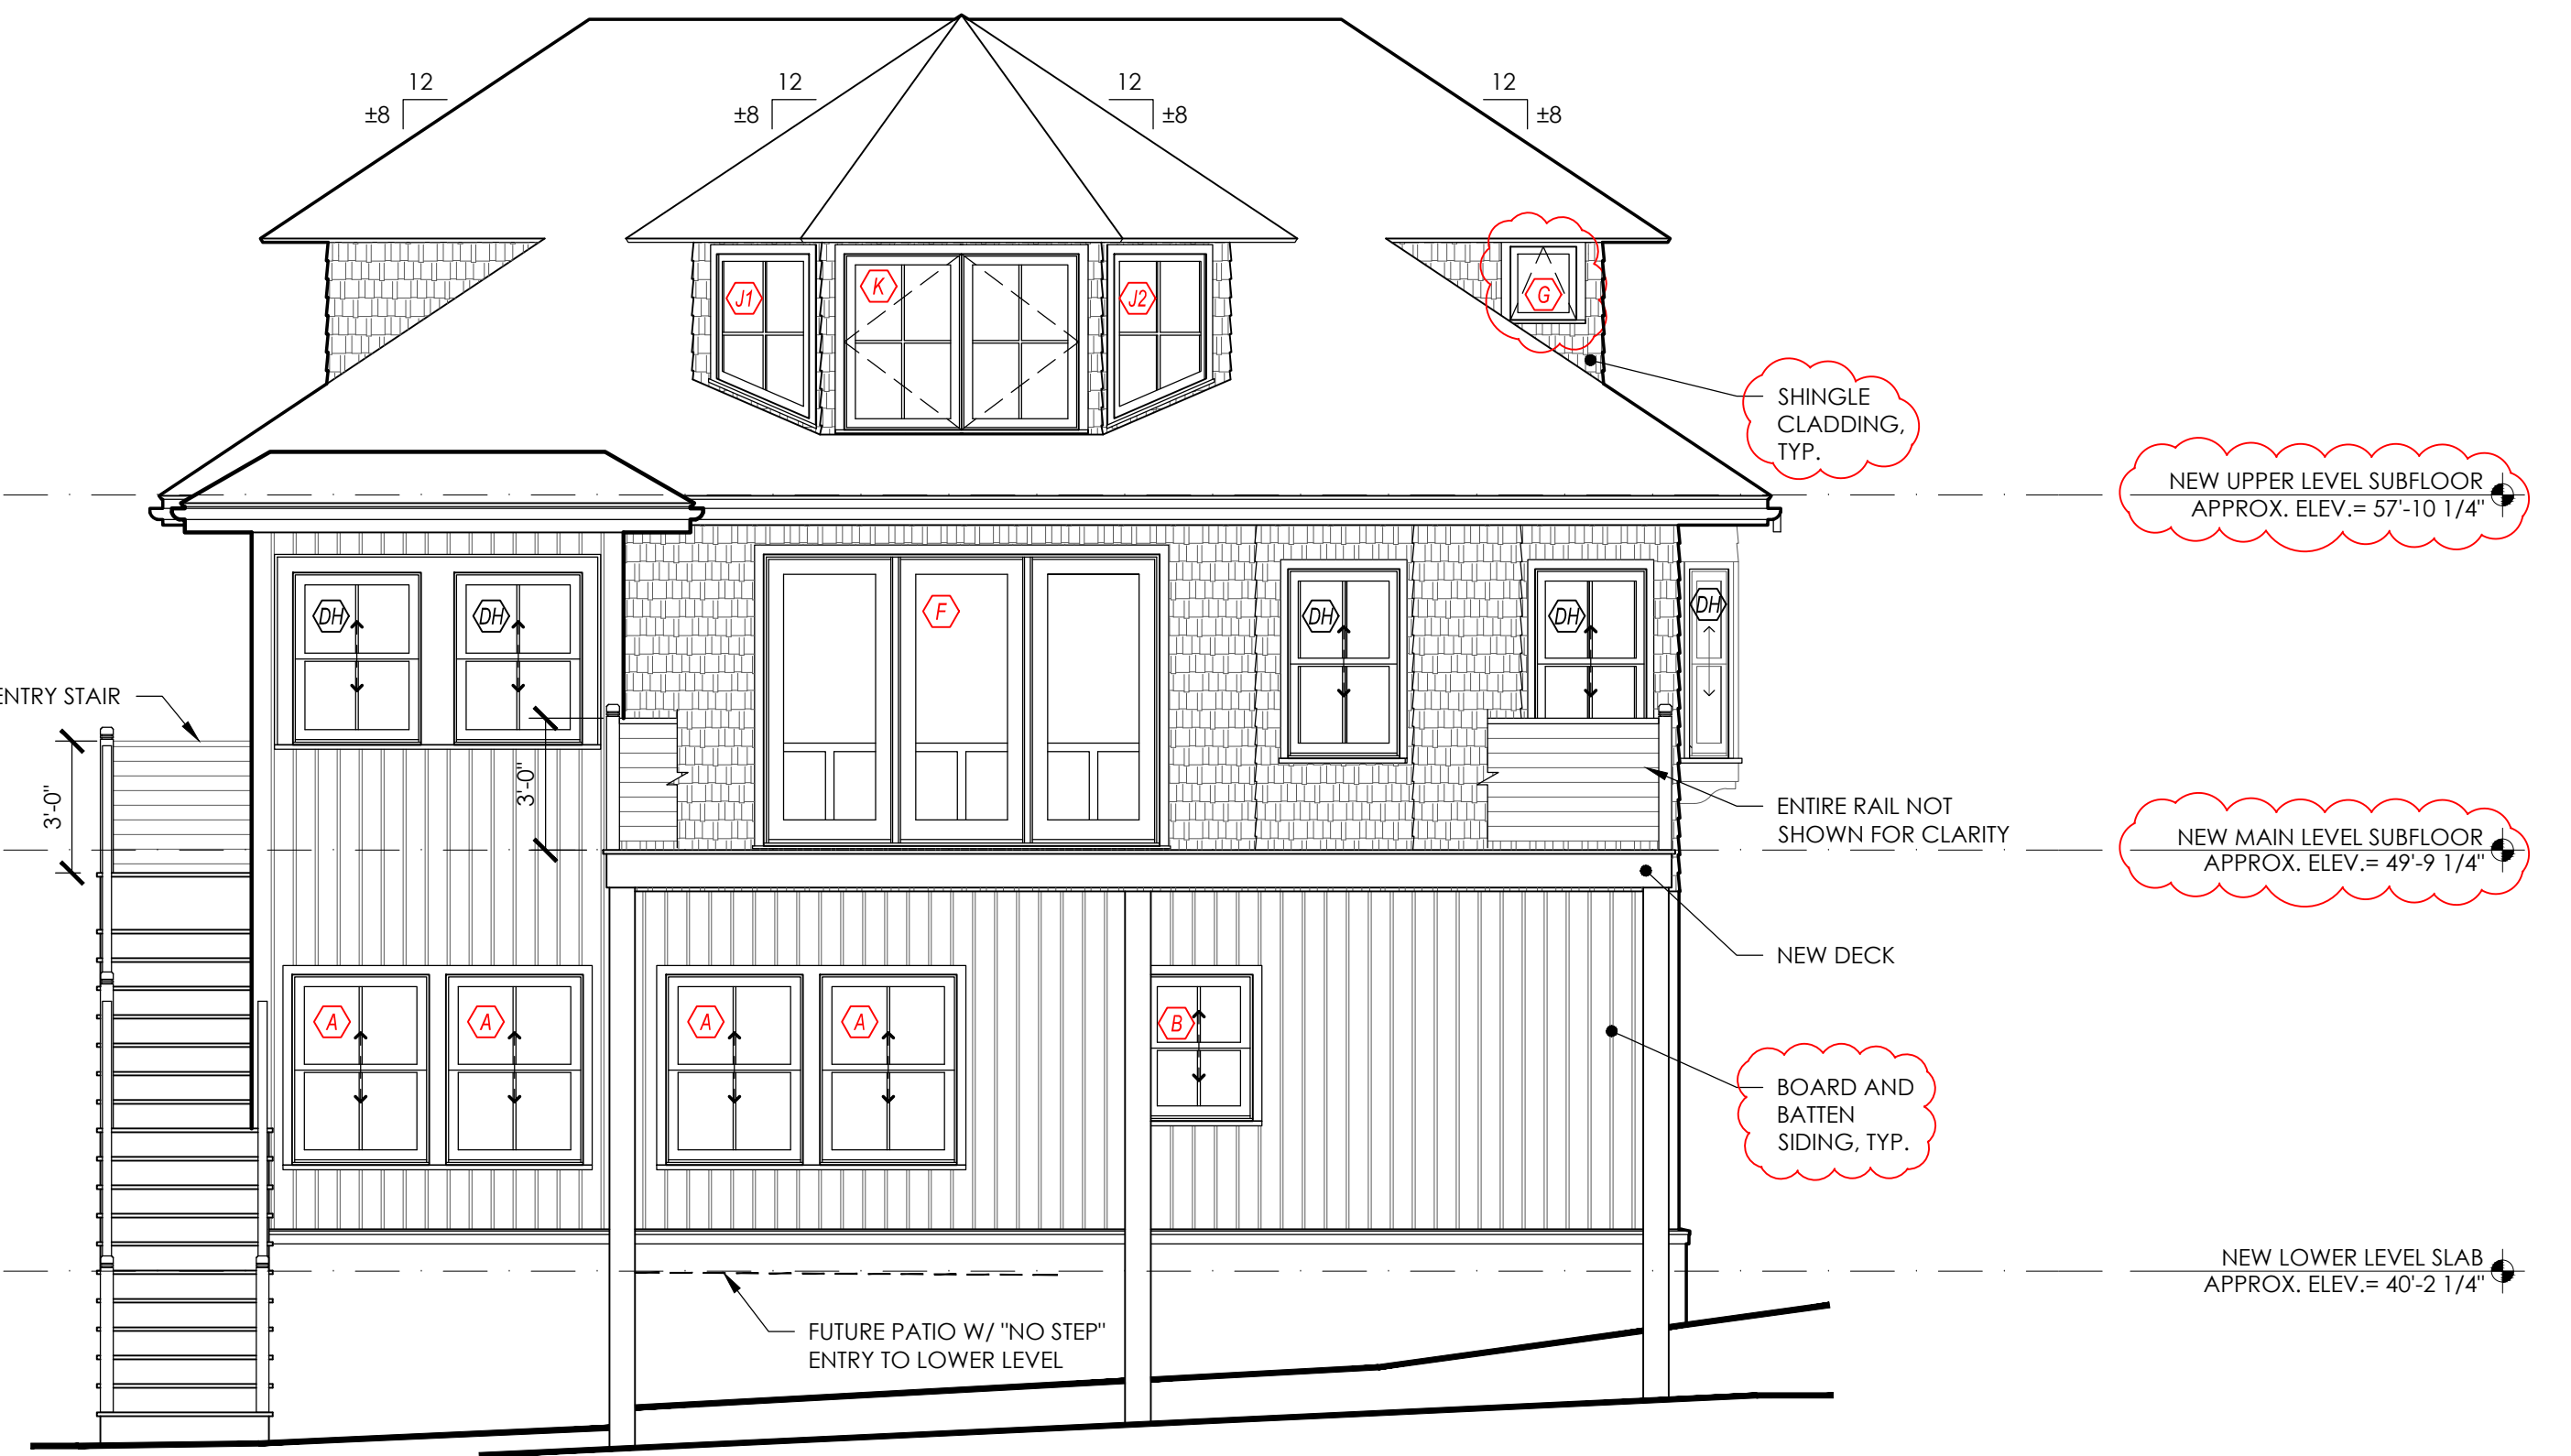 12
±8
12
±8
12
±8
12
±8
J1
K
J2
G
SHINGLE
CLADDING,
TYP.
NEW UPPER LEVEL SUBFLOOR
APPROX. ELEV.= 57'-10 1/4"
DH
DH
F
DH
DH
DH
ENTRY STAIR
3'-0"
3'-0"
ENTIRE RAIL NOT
SHOWN FOR CLARITY
NEW MAIN LEVEL SUBFLOOR
APPROX. ELEV.= 49'-9 1/4"
NEW DECK
A
A
A
A
B
BOARD AND
BATTEN
SIDING, TYP.
NEW LOWER LEVEL SLAB
APPROX. ELEV.= 40'-2 1/4"
FUTURE PATIO W/ "NO STEP"
ENTRY TO LOWER LEVEL